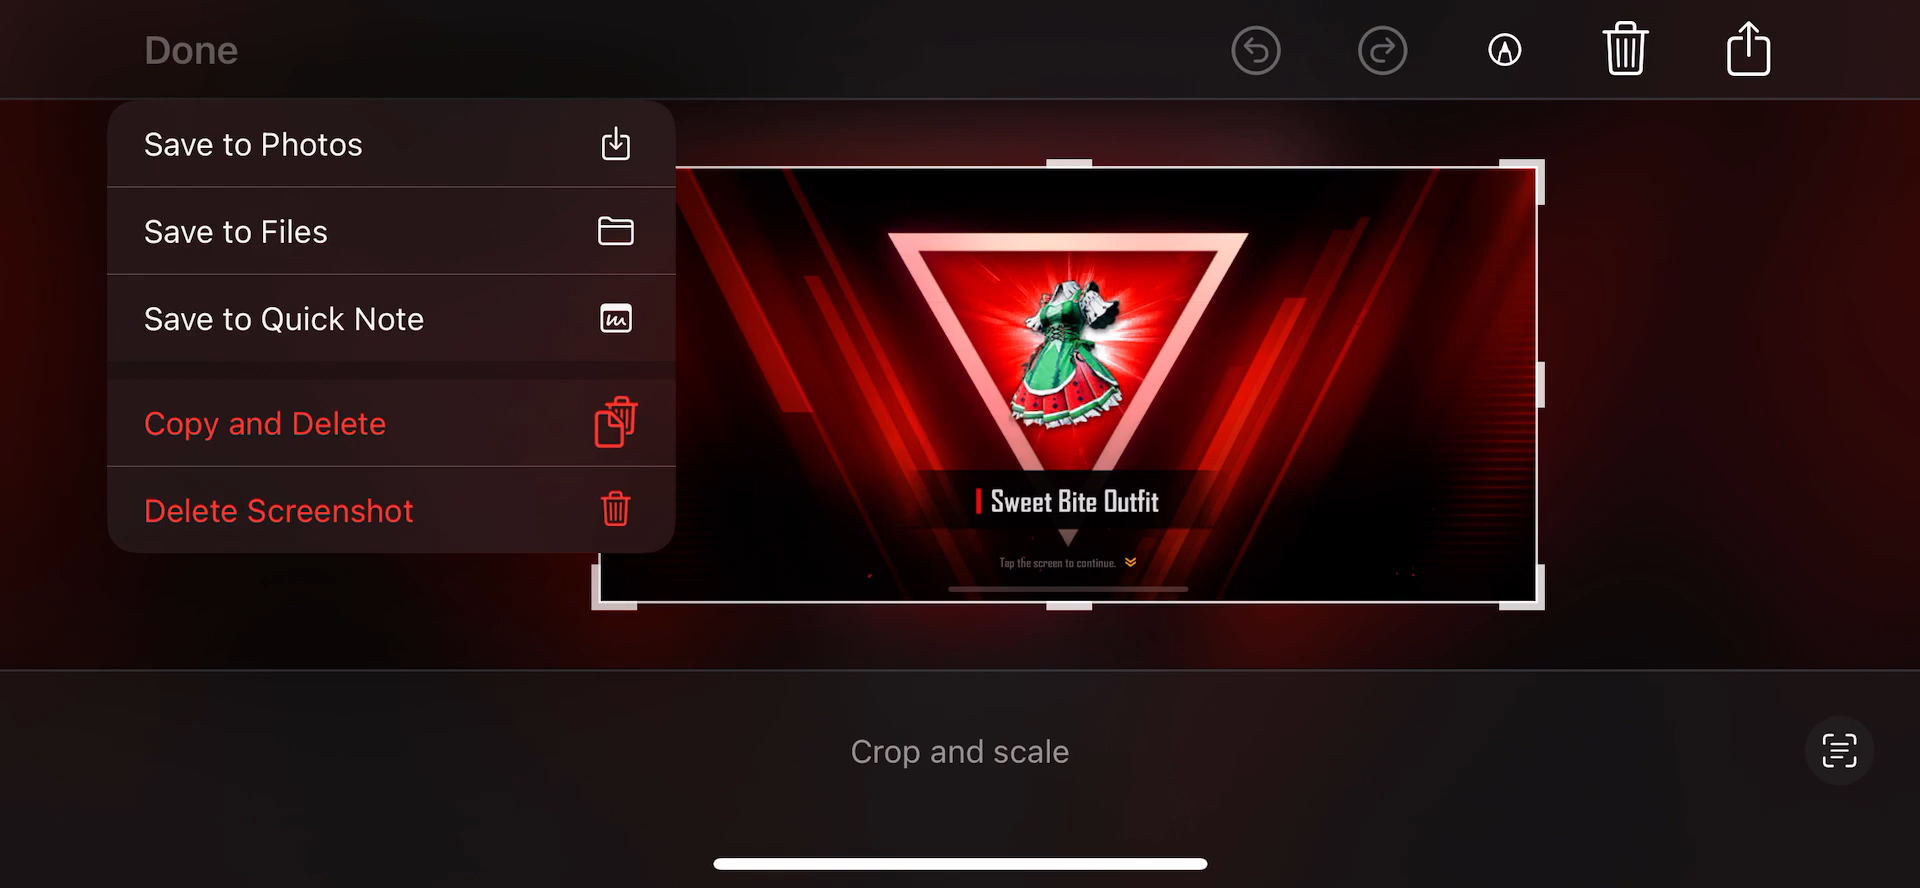 Done
Save to Photos
Save to Files
Save to Quick Note
Copy and Delete
Delete Screenshot
Sweet Bite Outfit
Tap the screen to continue.
Crop and scale